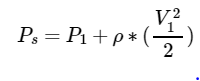 P_s = P_1 + ρ * (V_1^2 / 2)
.